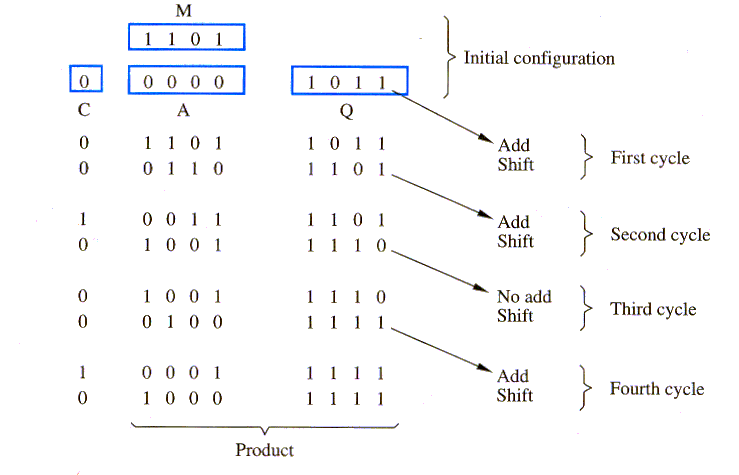 M
1 1 0 1
Initial configuration
0 0 0 0 0 1 0 1 1
C A Q
0 1 1 0 1 1 0 1 1 Add
0 0 1 1 0 1 1 0 1 Shift
First cycle
1 0 0 1 1 1 1 0 1 Add
0 1 0 0 1 1 1 1 0 Shift
Second cycle
0 1 0 0 1 1 1 1 0 No add
0 0 1 0 0 1 1 1 1 Shift
Third cycle
1 0 0 0 1 1 1 1 1 Add
0 1 0 0 0 1 1 1 1 Shift
Fourth cycle
Product